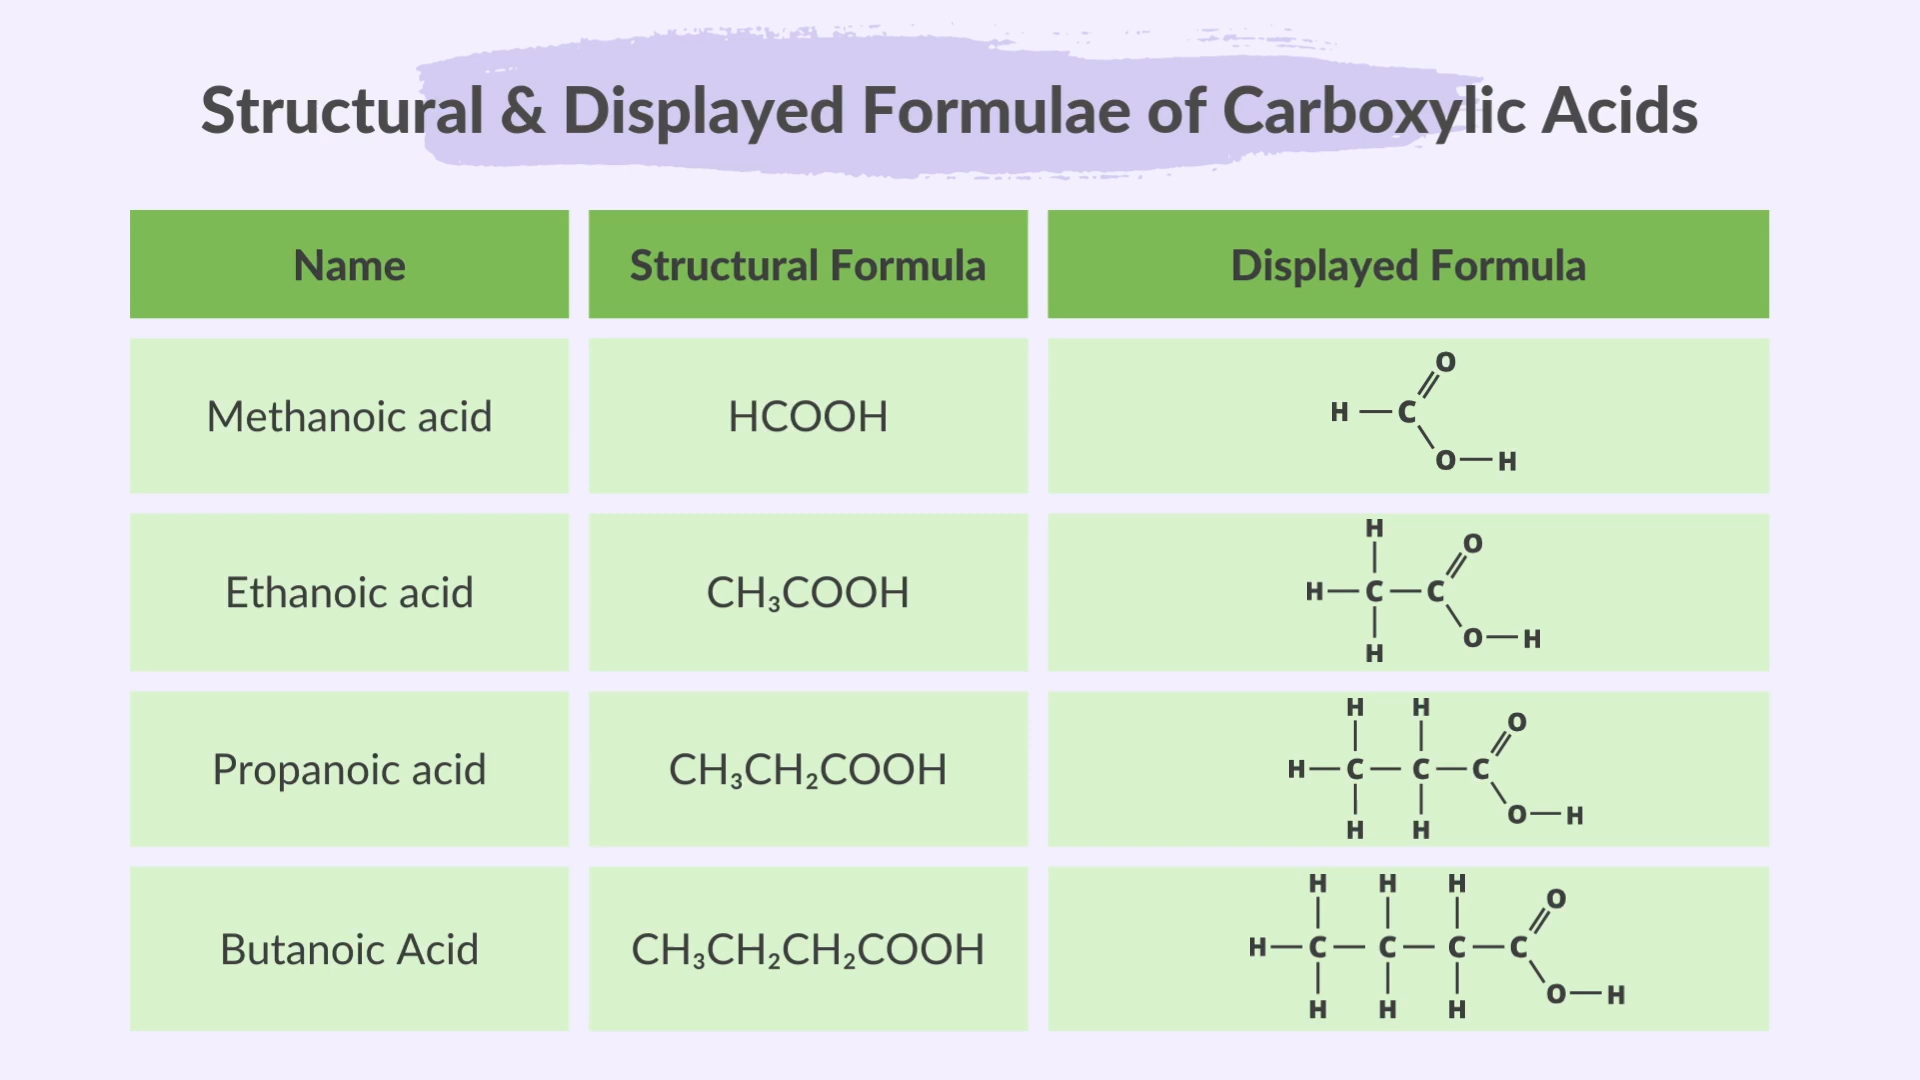 Structural & Displayed Formulae of Carboxylic Acids
Name
Structural Formula
Displayed Formula
Methanoic acid
HCOOH
O
H — C
O — H
Ethanoic acid
CH₃COOH
H
O
H — C — C
O — H
H
Propanoic acid
CH₃CH₂COOH
H H
O
H — C — C — C
O — H
H H
Butanoic Acid
CH₃CH₂CH₂COOH
H H H
O
H — C — C — C — C
O — H
H H H